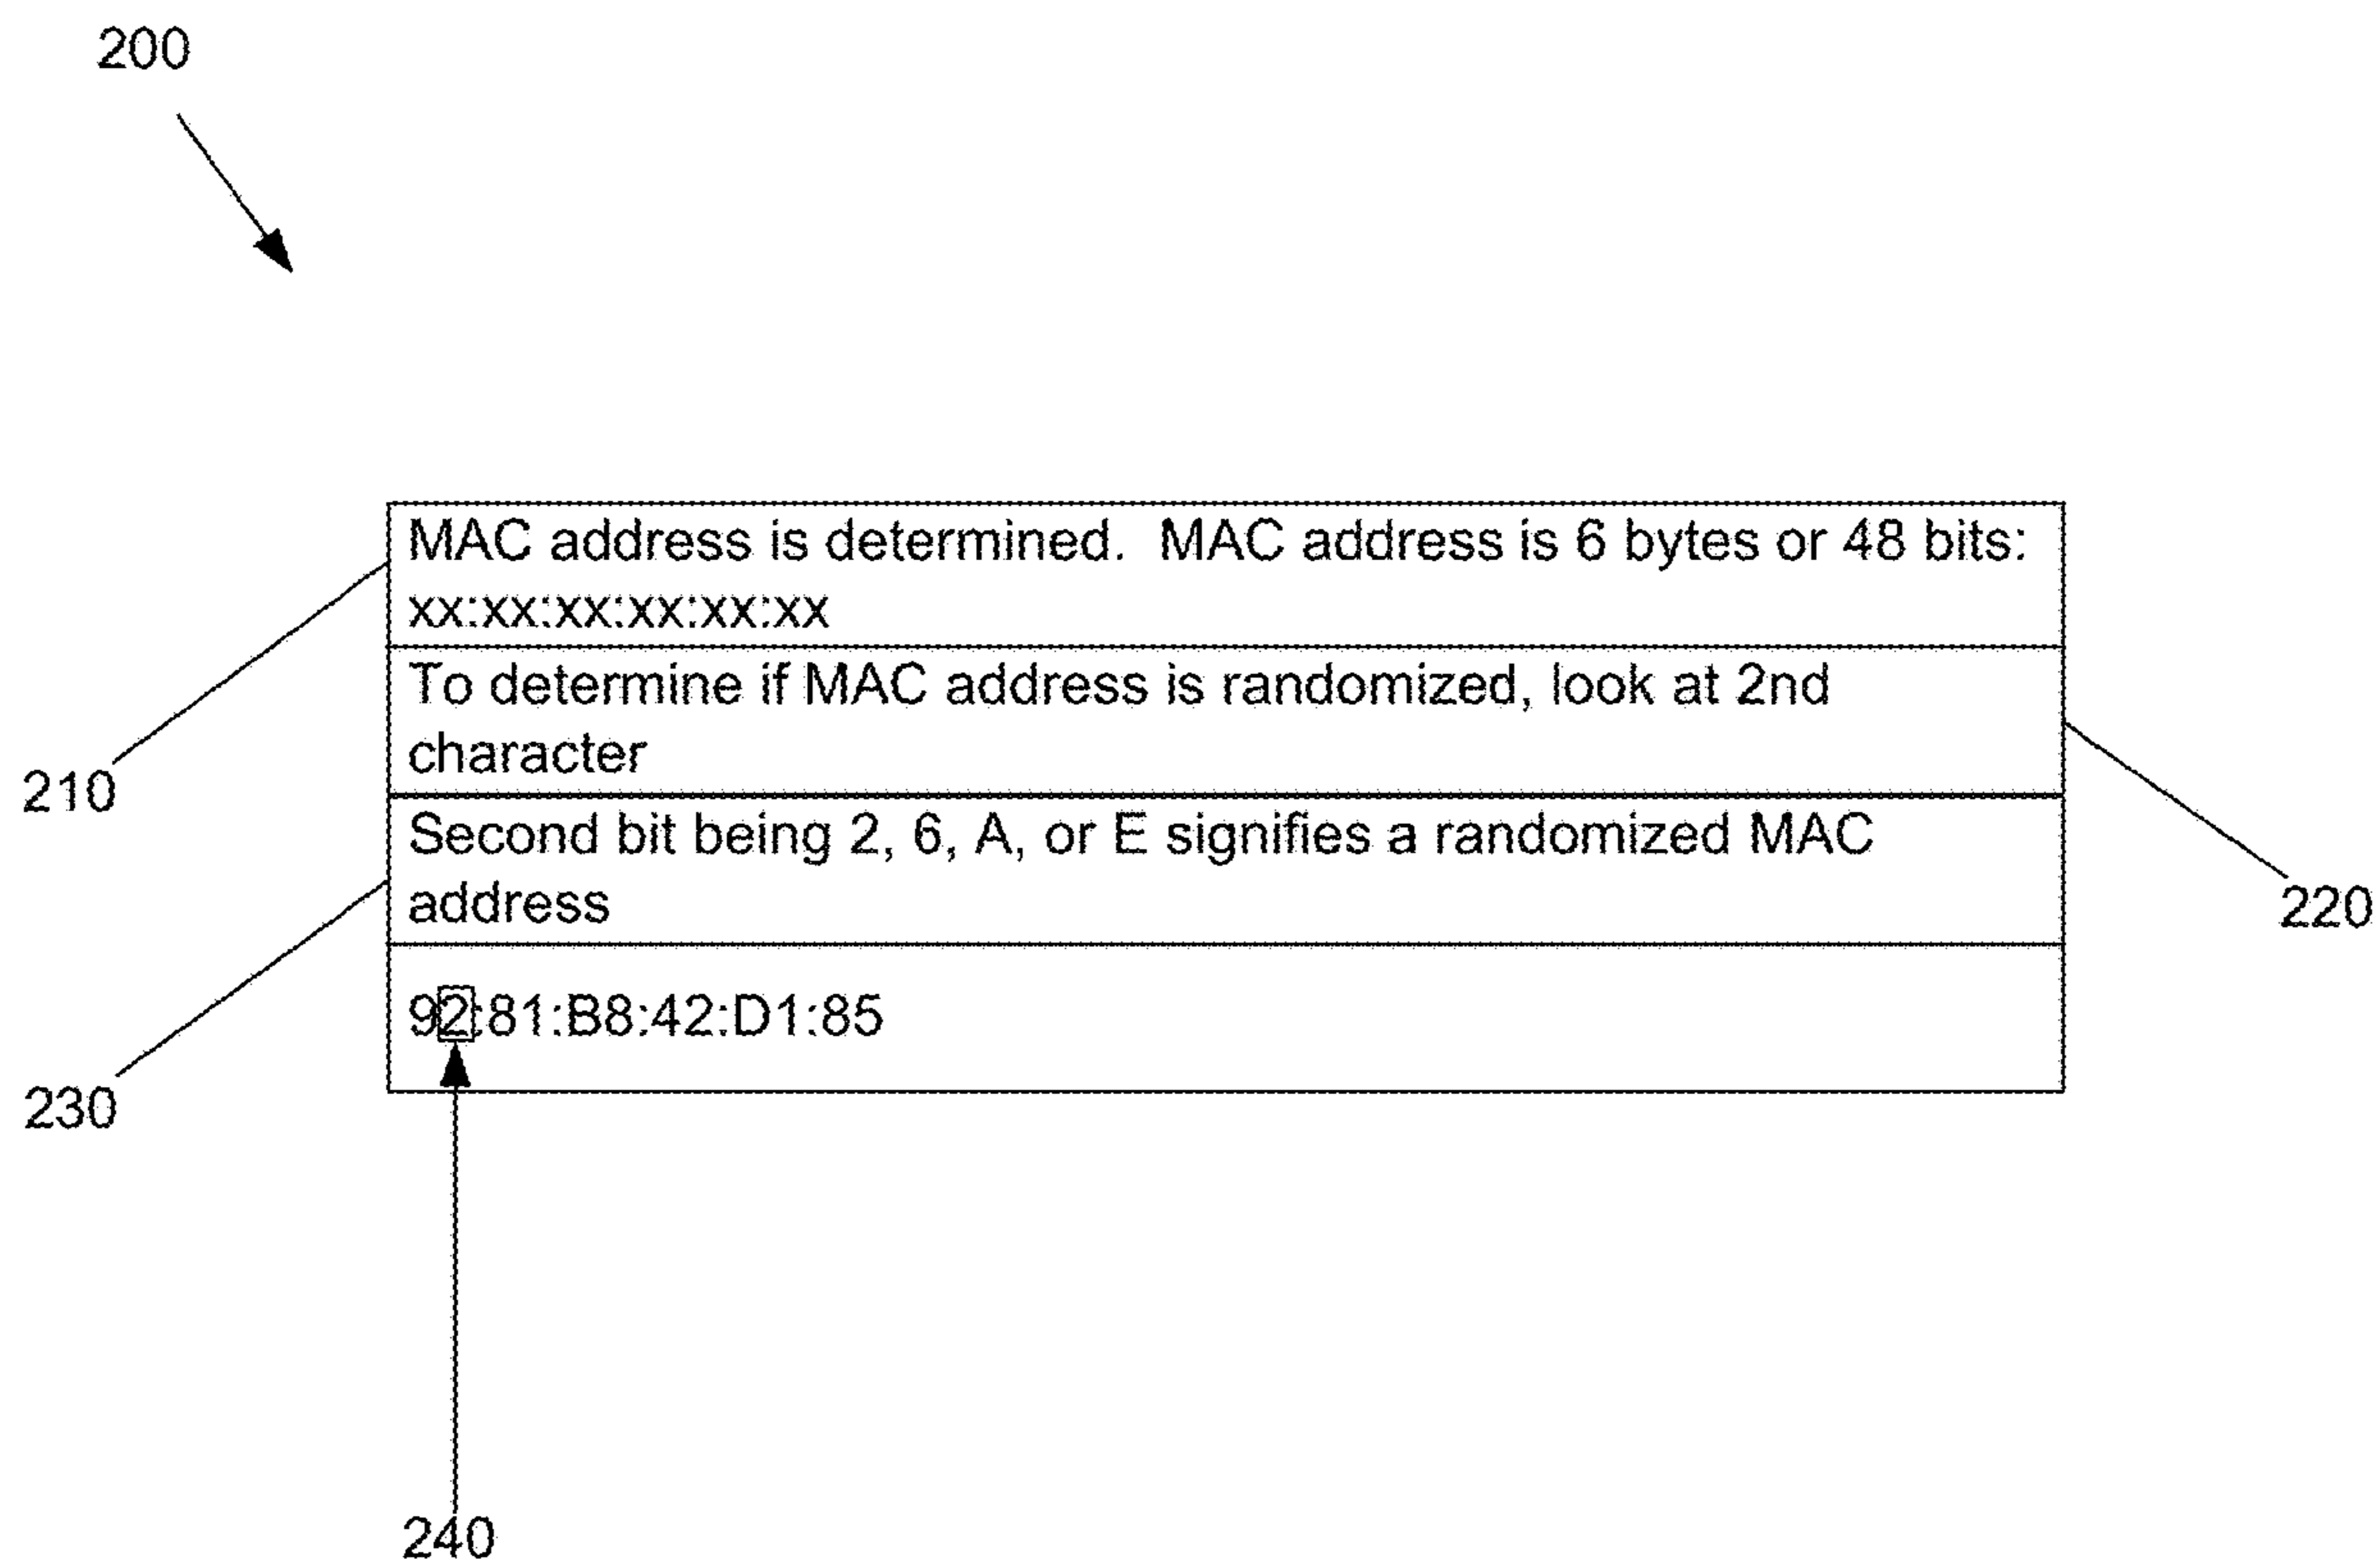 200
MAC address is determined.  MAC address is 6 bytes or 48 bits:
xx:xx:xx:xx:xx:xx
To determine if MAC address is randomized, look at 2nd
character
210
Second bit being 2, 6, A, or E signifies a randomized MAC
address
220
92:81:B8:42:D1:85
230
240